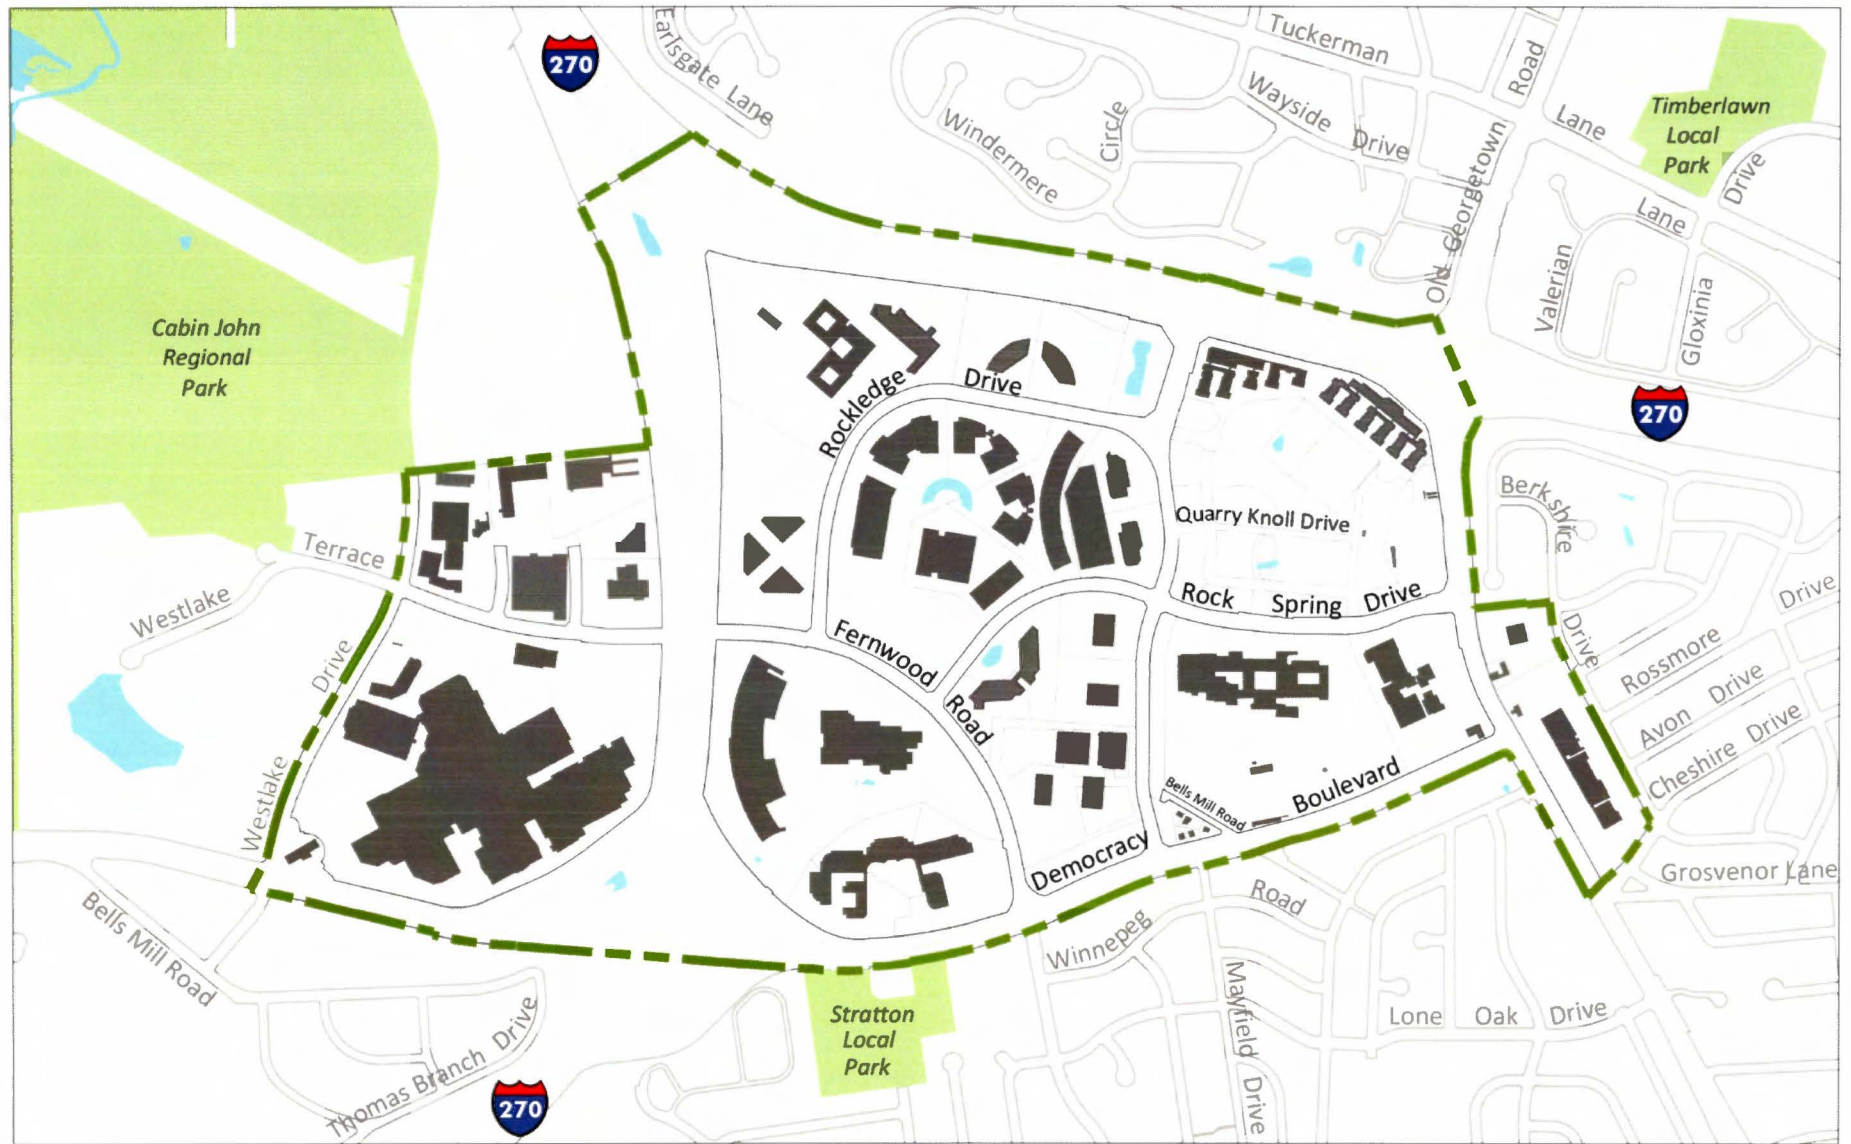 270
Earlsgate Lane
Tuckerman
Lane
Road
Wayside Drive
Timberlawn
Local
Park
Windermere
Circle
Drive
Lane
Old Georgetown
Valerian
Gloxinia
Cabin John
Regional
Park
Rockledge
Drive
270
Berkshire
Drive
Quarry Knoll Drive
Terrace
Westlake
Rock Spring Drive
Drive
Fernwood
Road
Rossmore
Drive
Avon Drive
Cheshire Drive
Drive
Westlake
Bells Mill Road
Boulevard
Democracy
Grosvenor Lane
Bells Mill Road
Road
Winnepeg
Mayfield Drive
Lone Oak Drive
Stratton
Local
Park
Thomas Branch Drive
270